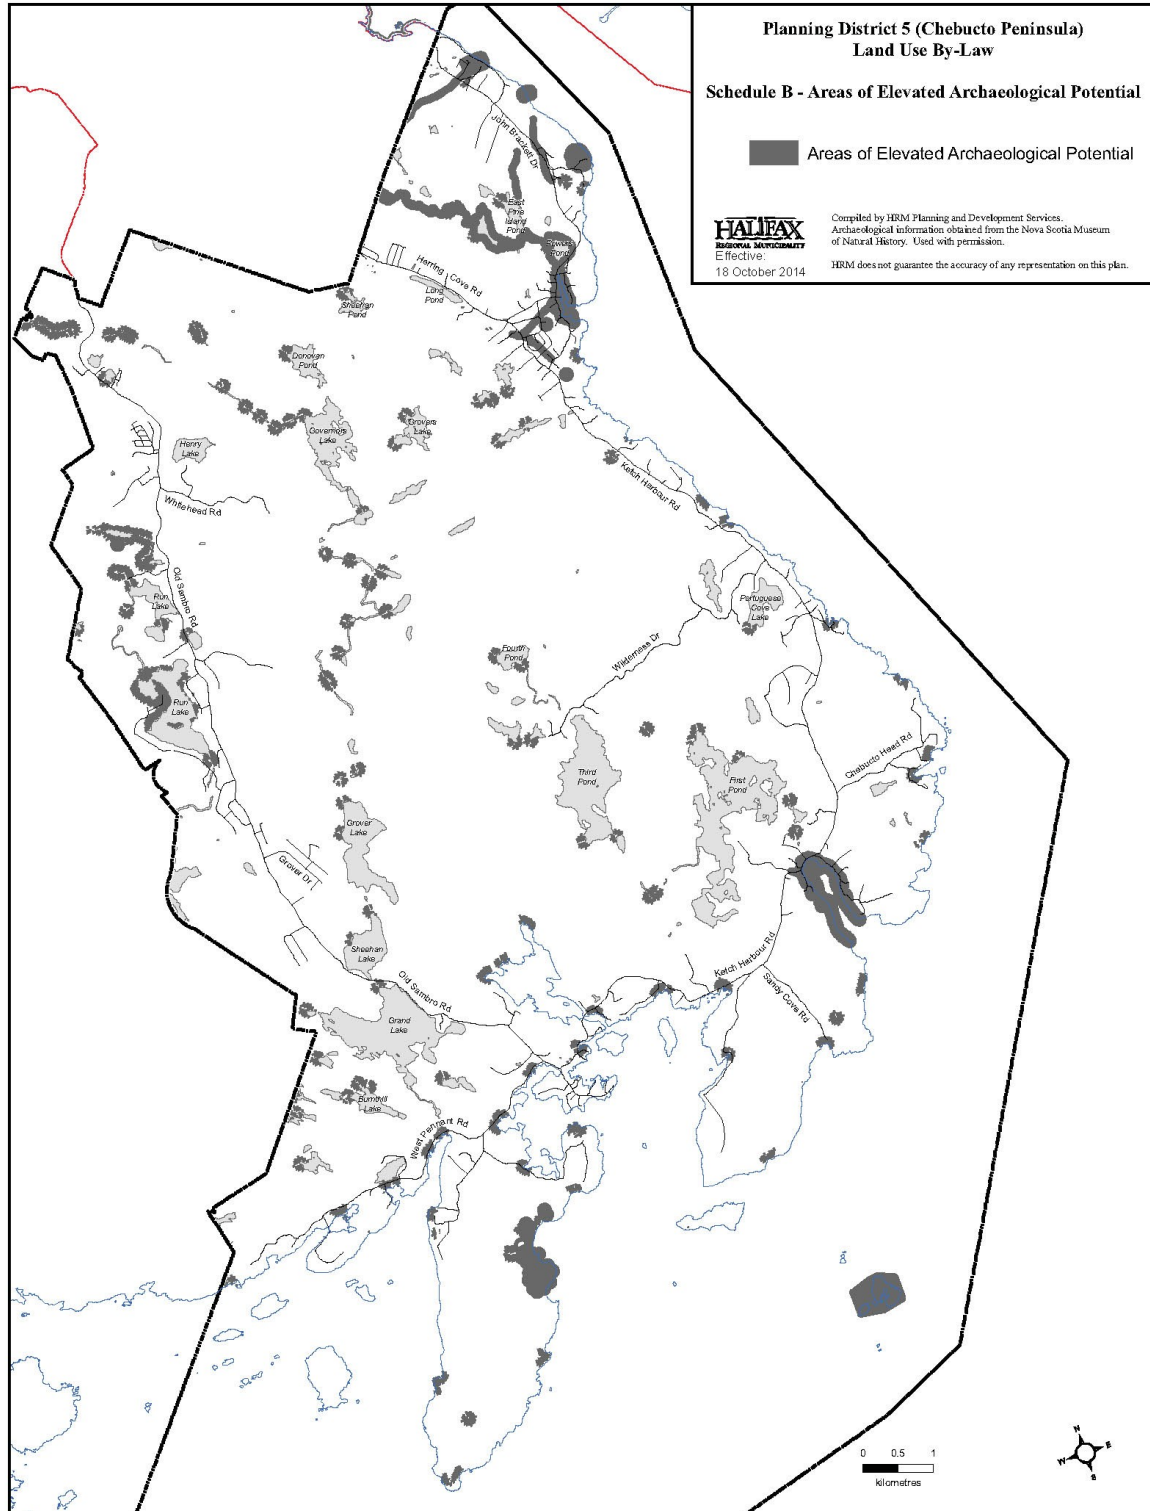 Planning District 5 (Chebucto Peninsula)
Land Use By-Law
Schedule B - Areas of Elevated Archaeological Potential
Areas of Elevated Archaeological Potential
HALIFAX
REGIONAL MUNICIPALITY
Effective:
18 October 2014
Compiled by HRM Planning and Development Services.
Archaeological information obtained from the Nova Scotia Museum
of Natural History. Used with permission.
HRM does not guarantee the accuracy of any representation on this plan.
John Brackett Dr
East
Pine
Island
Pond
Powers
Pond
Herring Cove Rd
Long
Pond
Sheehan
Pond
Donovan
Pond
Governors
Lake
Grovers
Lake
Henry
Lake
Whitehead Rd
Ketch Harbour Rd
Old Sambro Rd
Run
Lake
Portuguese
Cove
Lake
Wilderness Dr
Fourth
Pond
Run
Lake
Third
Pond
First
Pond
Chebucto Head Rd
Grover
Lake
Grover Dr
Sheehan
Lake
Ketch Harbour Rd
Sandy Cove Rd
Old Sambro Rd
Grand
Lake
Burnthill
Lake
West Pennant Rd
N
E
W
S
0 0.5 1
kilometres